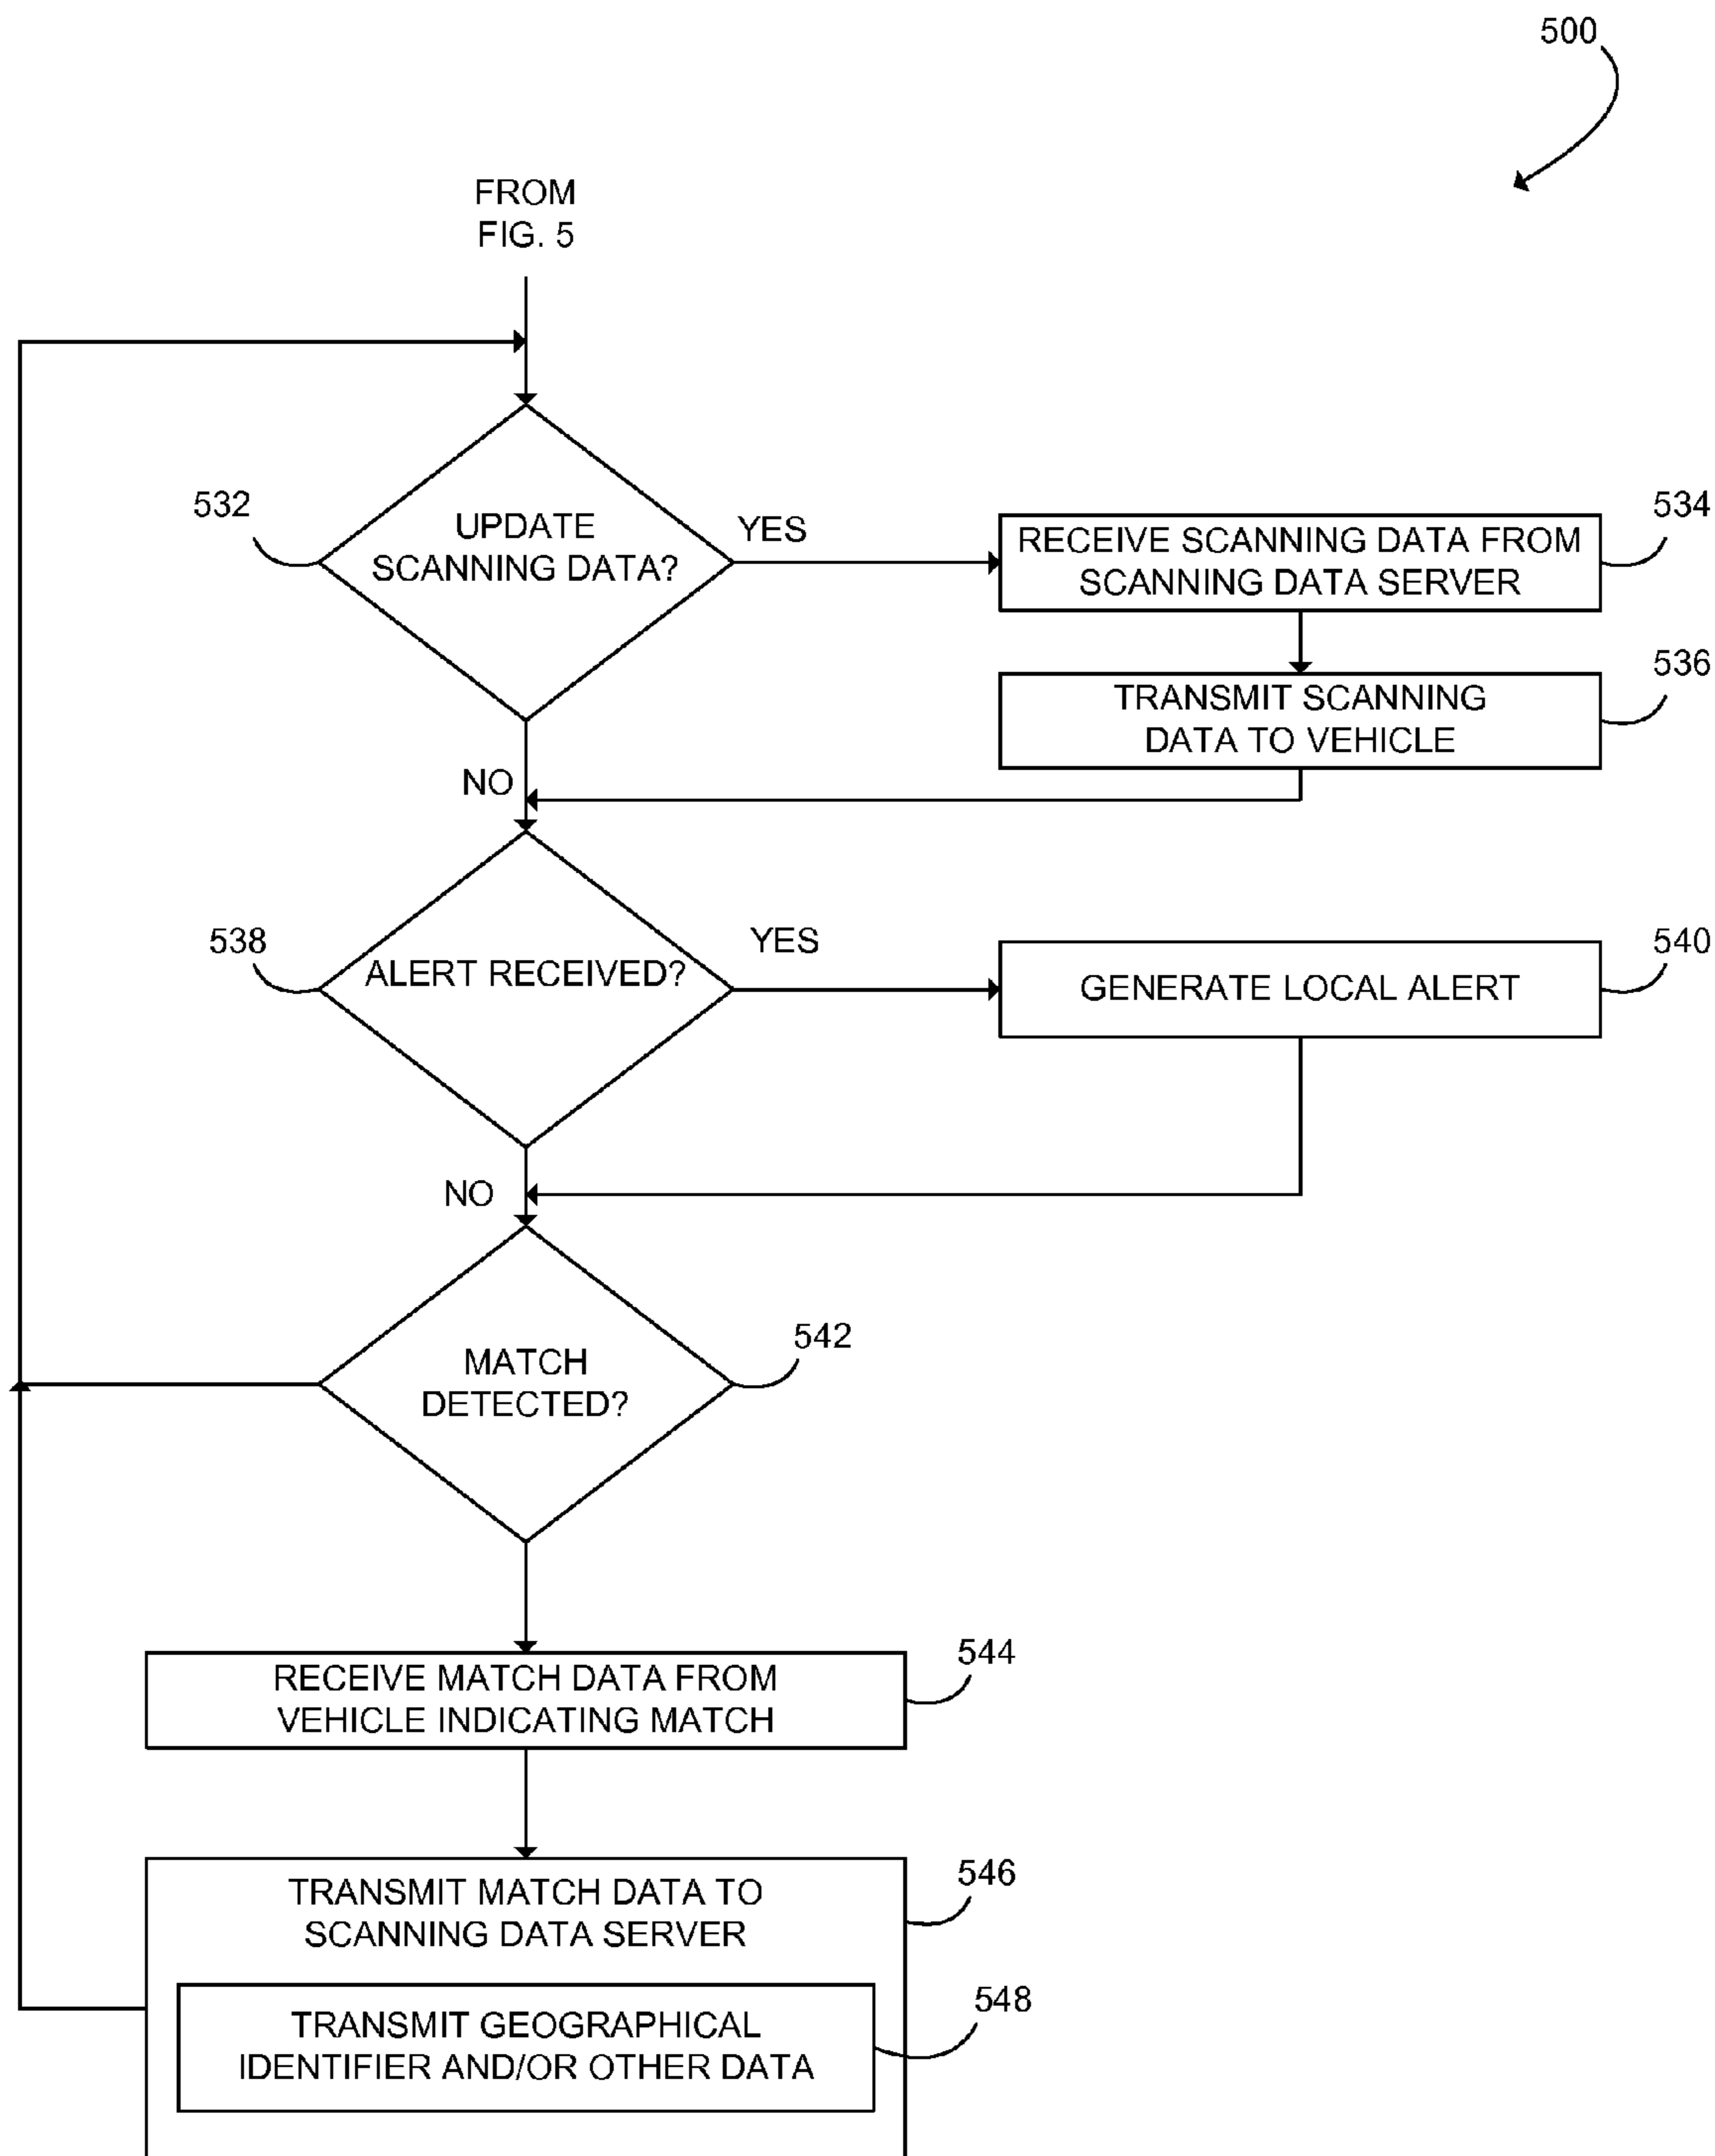 500
FROM
FIG. 5
532
UPDATE
SCANNING DATA?
YES
534
RECEIVE SCANNING DATA FROM
SCANNING DATA SERVER
536
TRANSMIT SCANNING
DATA TO VEHICLE
NO
538
ALERT RECEIVED?
YES
540
GENERATE LOCAL ALERT
NO
542
MATCH
DETECTED?
544
RECEIVE MATCH DATA FROM
VEHICLE INDICATING MATCH
546
TRANSMIT MATCH DATA TO
SCANNING DATA SERVER
548
TRANSMIT GEOGRAPHICAL
IDENTIFIER AND/OR OTHER DATA